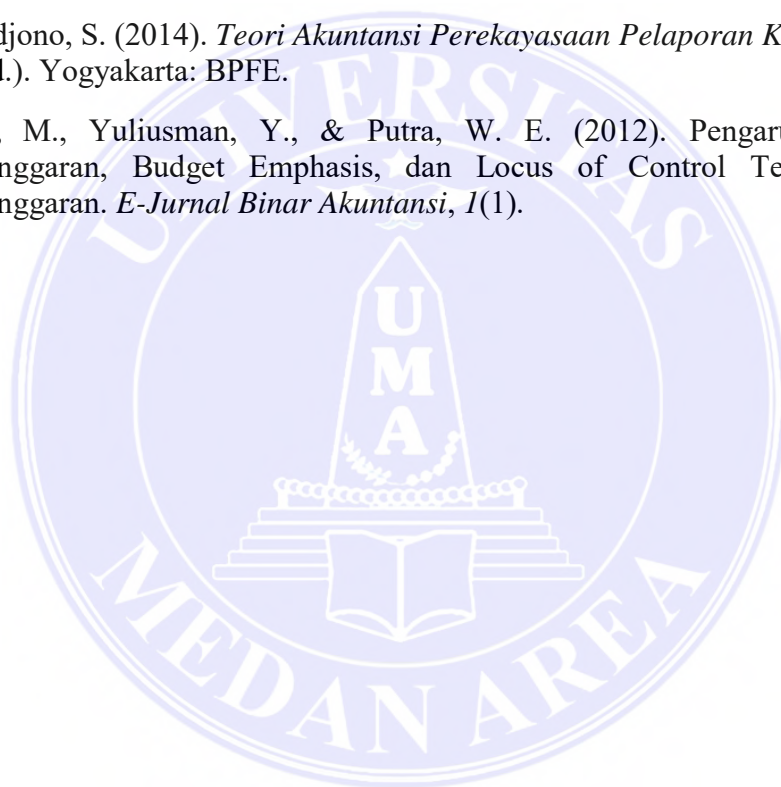 djono, S. (2014). Teori Akuntansi Perekayasaan Pelaporan K
.). Yogyakarta: BPFE.
, M., Yuliusman, Y., & Putra, W. E. (2012). Pengaru
nggaran, Budget Emphasis, dan Locus of Control Te
nggaran. E-Jurnal Binar Akuntansi, 1(1).
UNIVERSITAS
U
M
A
MEDAN AREA